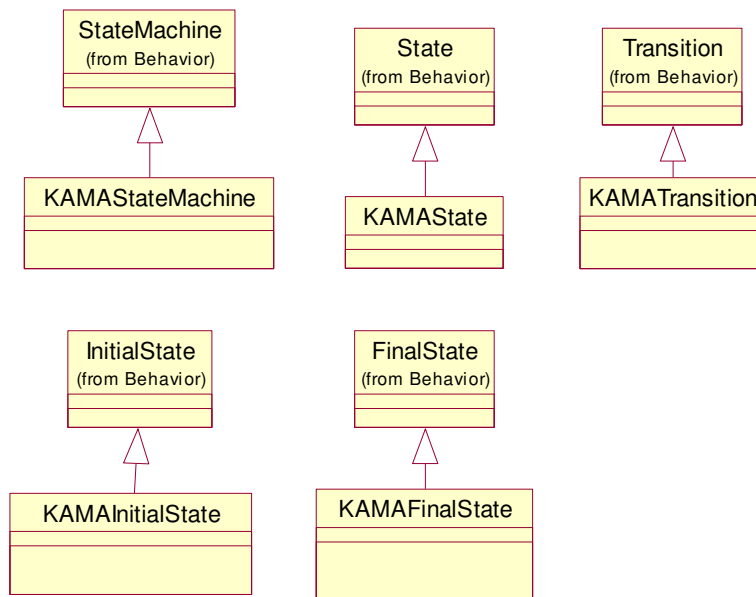 StateMachine
(from Behavior)
KAMAStateMachine
State
(from Behavior)
KAMAState
Transition
(from Behavior)
KAMATransition
InitialState
(from Behavior)
KAMAInitialState
FinalState
(from Behavior)
KAMAFinalState